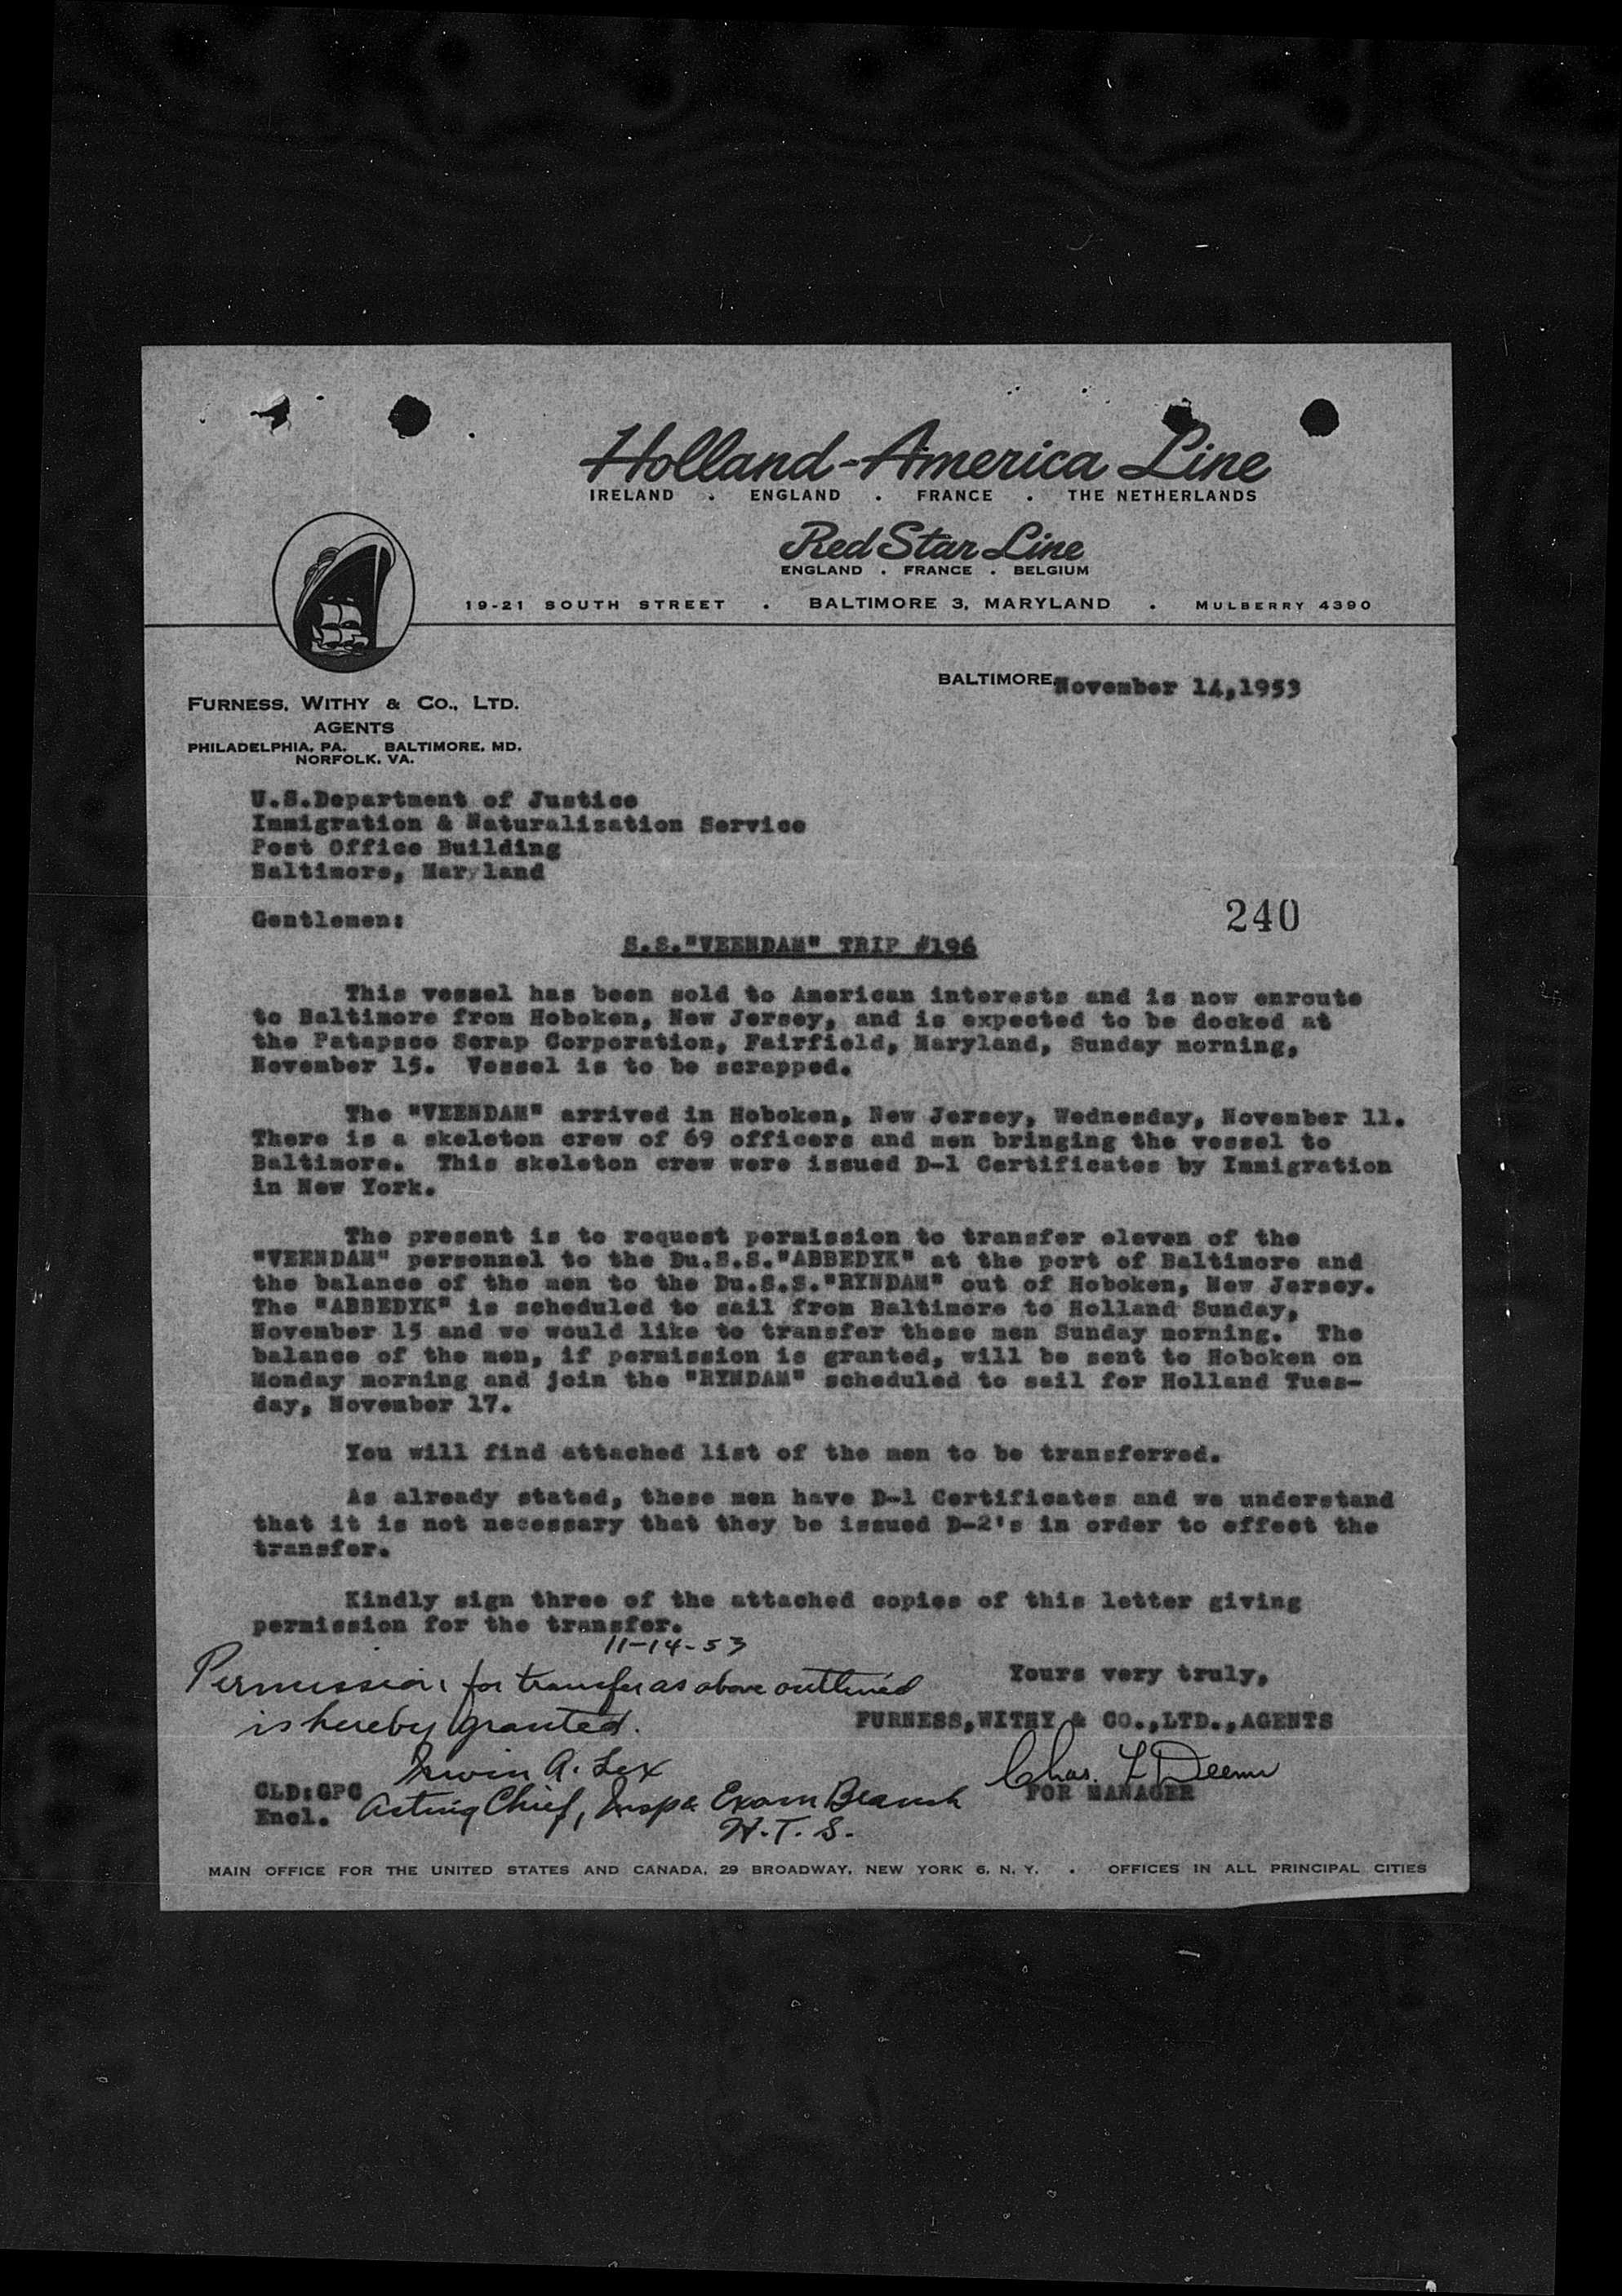 Holland-America Line
IRELAND . ENGLAND . FRANCE . THE NETHERLANDS
Red Star Line
ENGLAND . FRANCE . BELGIUM
19-21 SOUTH STREET . BALTIMORE 3, MARYLAND . MULBERRY 4390
BALTIMORE, November 14,1953
FURNESS, WITHY & CO., LTD.
AGENTS
PHILADELPHIA, PA. BALTIMORE, MD.
NORFOLK, VA.
U.S.Department of Justice
Immigration & Naturalization Service
Post Office Building
Baltimore, Maryland
240
Gentlemen:
S.S."VEENDAM" TRIP #196
This vessel has been sold to American interests and is now enroute
to Baltimore from Hoboken, New Jersey, and is expected to be docked at
the Patapsco Scrap Corporation, Fairfield, Maryland, Sunday morning,
November 15. Vessel is to be scrapped.
The "VEENDAM" arrived in Hoboken, New Jersey, Wednesday, November 11.
There is a skeleton crew of 69 officers and men bringing the vessel to
Baltimore. This skeleton crew were issued D-1 Certificates by Immigration
in New York.
The present is to request permission to transfer eleven of the
"VEENDAM" personnel to the Du.S.S."ABBEDYK" at the port of Baltimore and
the balance of the men to the Du.S.S."RYNDAM" out of Hoboken, New Jersey.
The "ABBEDYK" is scheduled to sail from Baltimore to Holland Sunday,
November 15 and we would like to transfer these men Sunday morning. The
balance of the men, if permission is granted, will be sent to Hoboken on
Monday morning and join the "RYNDAM" scheduled to sail for Holland Tues-
day, November 17.
You will find attached list of the men to be transferred.
As already stated, these men have D-1 Certificates and we understand
that it is not necessary that they be issued D-2's in order to effect the
transfer.
Kindly sign three of the attached copies of this letter giving
permission for the transfer.
11-14-53
Permission for transfer as above outlined
is hereby granted.
Yours very truly,
FURNESS,WITHY & CO.,LTD.,AGENTS
Irwin A. Lex
Chas. L Deems
FOR MANAGER
CLD:GPC
Encl.
Acting Chief, Insp & Exam Branch
H.T.S.
MAIN OFFICE FOR THE UNITED STATES AND CANADA, 29 BROADWAY, NEW YORK 6, N. Y. . OFFICES IN ALL PRINCIPAL CITIES